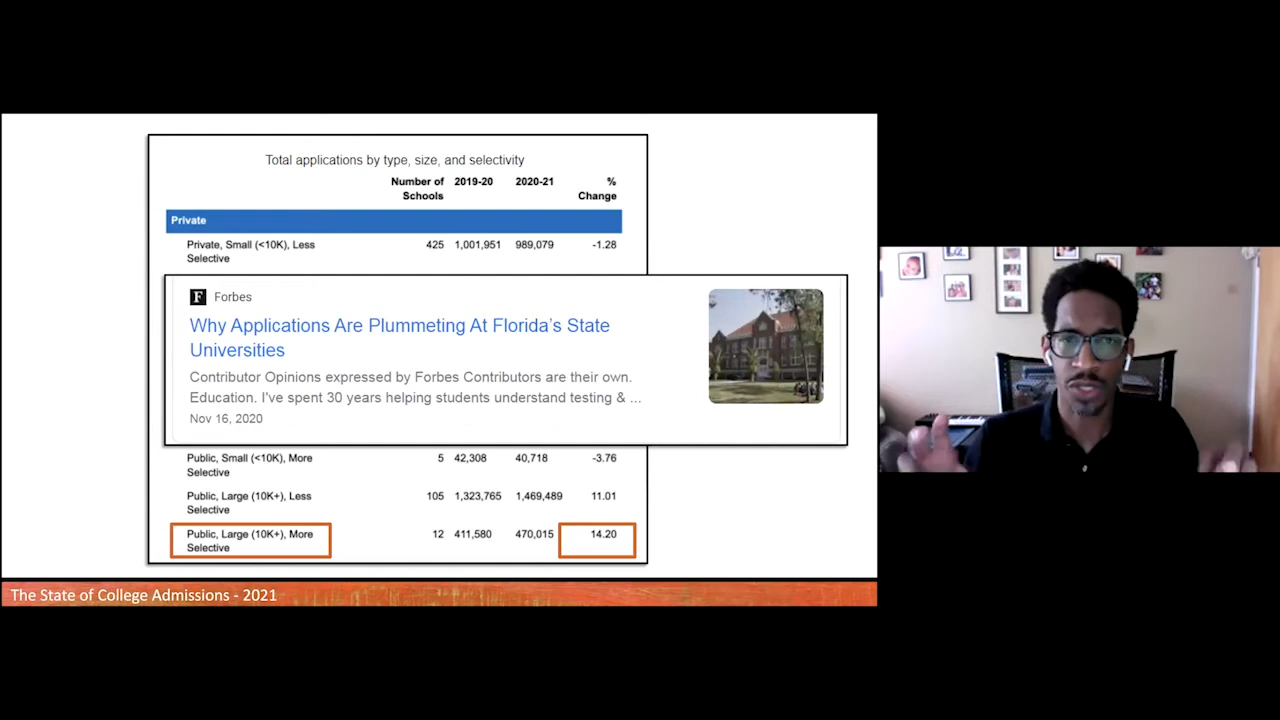 Total applications by type, size, and selectivity
Number of Schools 2019-20 2020-21 % Change
Private
Private, Small (<10K), Less Selective 425 1,001,951 989,079 -1.28
F Forbes
Why Applications Are Plummeting At Florida's State
Universities
Contributor Opinions expressed by Forbes Contributors are their own.
Education. I've spent 30 years helping students understand testing & ...
Nov 16, 2020
Public, Small (<10K), More Selective 5 42,308 40,718 -3.76
Public, Large (10K+), Less Selective 105 1,323,765 1,469,489 11.01
Public, Large (10K+), More Selective 12 411,580 470,015 14.20
The State of College Admissions - 2021